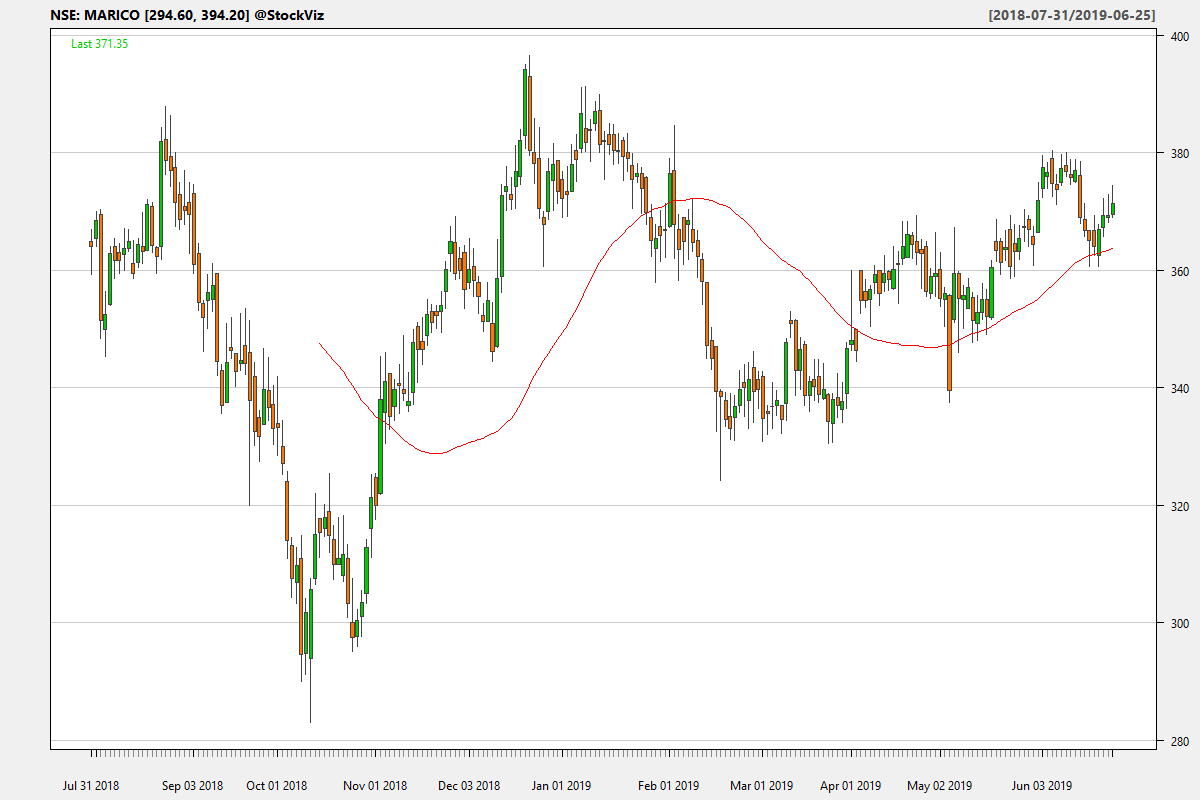 NSE: MARICO [294.60, 394.20] @StockViz [2018-07-31/2019-06-25]
Last 371.35
400
380
360
340
320
300
280
Jul 31 2018 Sep 03 2018 Oct 01 2018 Nov 01 2018 Dec 03 2018 Jan 01 2019 Feb 01 2019 Mar 01 2019 Apr 01 2019 May 02 2019 Jun 03 2019